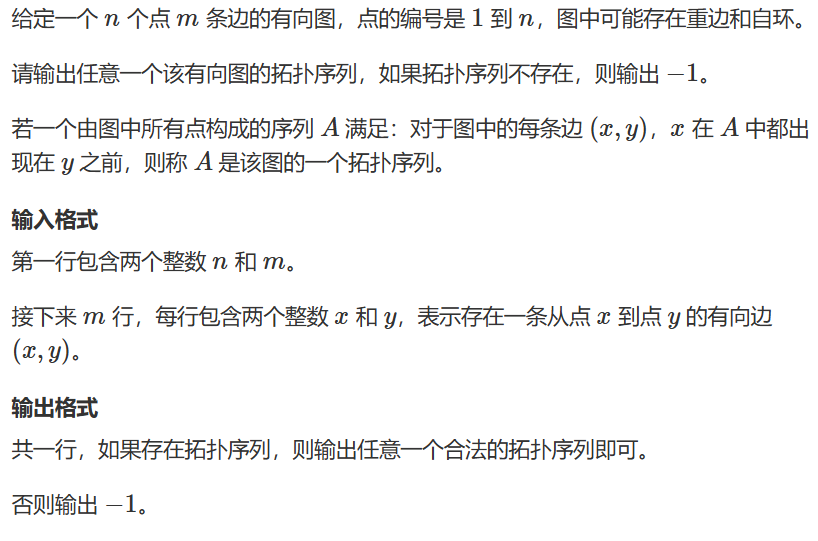 给定一个 n 个点 m 条边的有向图，点的编号是 1 到 n，图中可能存在重边和自环。
请输出任意一个该有向图的拓扑序列，如果拓扑序列不存在，则输出 −1。
若一个由图中所有点构成的序列 A 满足：对于图中的每条边 (x, y)，x 在 A 中都出
现在 y 之前，则称 A 是该图的一个拓扑序列。
输入格式
第一行包含两个整数 n 和 m。
接下来 m 行，每行包含两个整数 x 和 y，表示存在一条从点 x 到点 y 的有向边
(x, y)。
输出格式
共一行，如果存在拓扑序列，则输出任意一个合法的拓扑序列即可。
否则输出 −1。